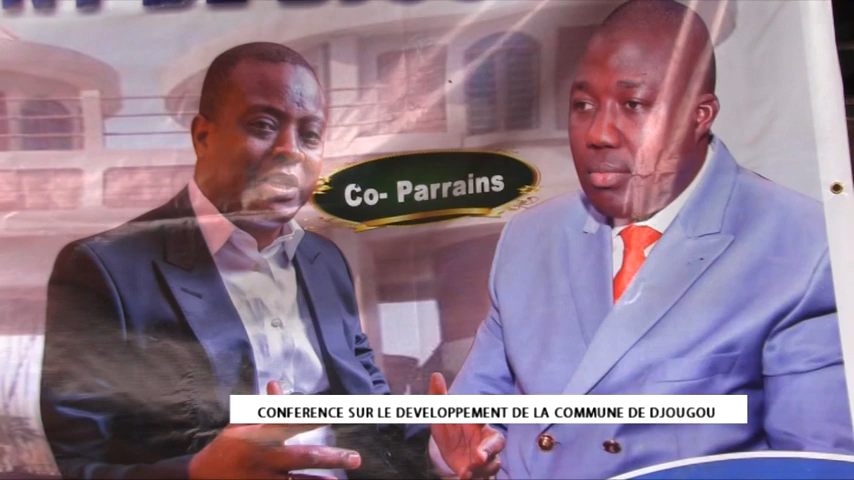 Co- Parrains
CONFERENCE SUR LE DEVELOPPEMENT DE LA COMMUNE DE DJOUGOU